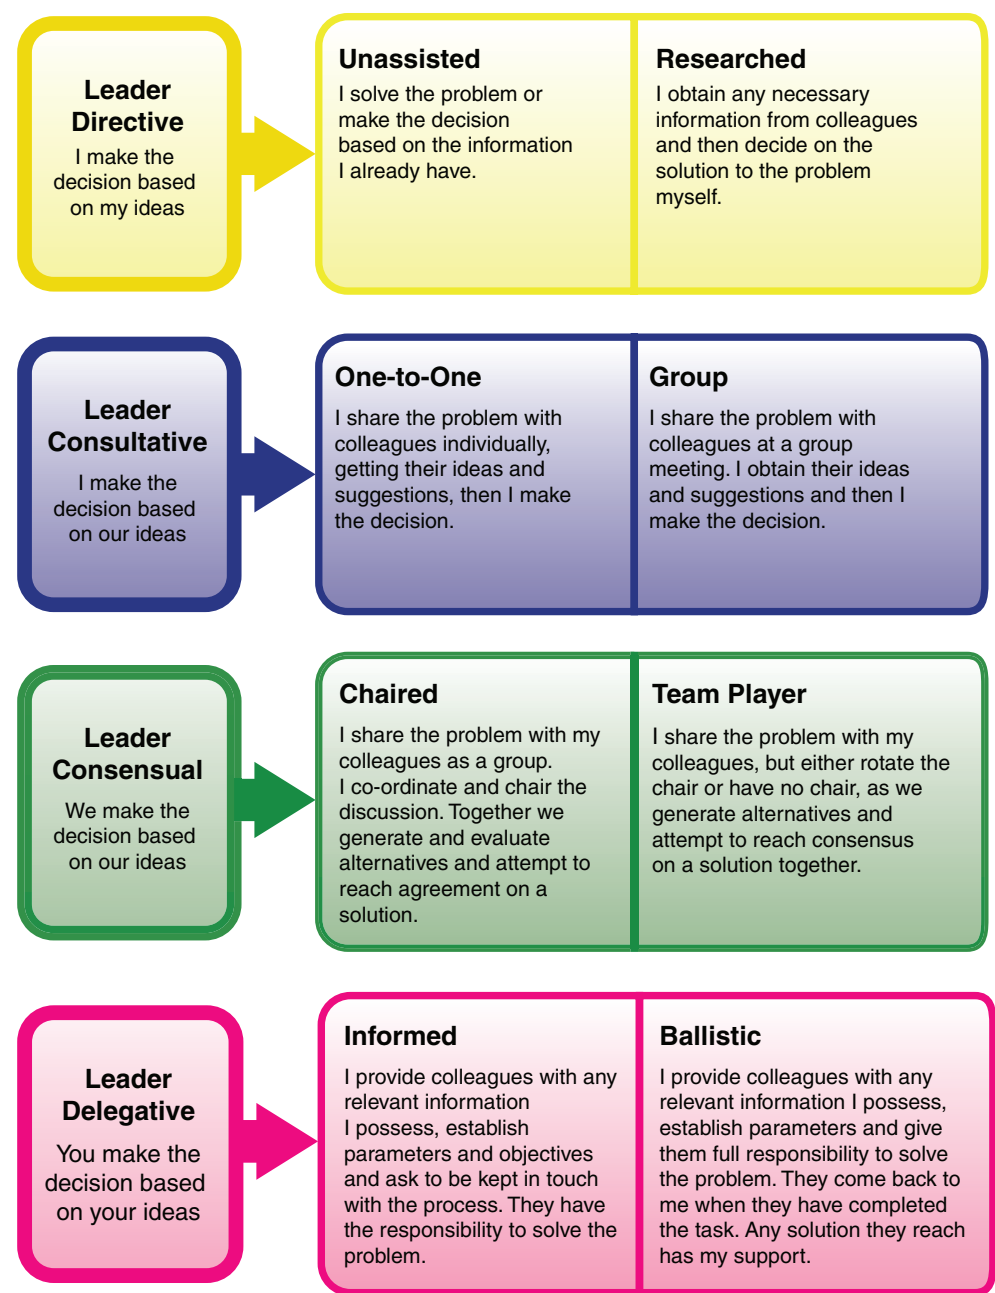 Leader
Directive
I make the
decision based
on my ideas
Unassisted
I solve the problem or
make the decision
based on the information
I already have.
Researched
I obtain any necessary
information from colleagues
and then decide on the
solution to the problem
myself.
Leader
Consultative
I make the
decision based
on our ideas
One-to-One
I share the problem with
colleagues individually,
getting their ideas and
suggestions, then I make
the decision.
Group
I share the problem with
colleagues at a group
meeting. I obtain their ideas
and suggestions and then I
make the decision.
Leader
Consensual
We make the
decision based
on our ideas
Chaired
I share the problem with my
colleagues as a group.
I co-ordinate and chair the
discussion. Together we
generate and evaluate
alternatives and attempt to
reach agreement on a
solution.
Team Player
I share the problem with my
colleagues, but either rotate the
chair or have no chair, as we
generate alternatives and
attempt to reach consensus
on a solution together.
Leader
Delegative
You make the
decision based
on your ideas
Informed
I provide colleagues with any
relevant information
I possess, establish
parameters and objectives
and ask to be kept in touch
with the process. They have
the responsibility to solve the
problem.
Ballistic
I provide colleagues with any
relevant information I possess,
establish parameters and give
them full responsibility to solve
the problem. They come back to
me when they have completed
the task. Any solution they reach
has my support.